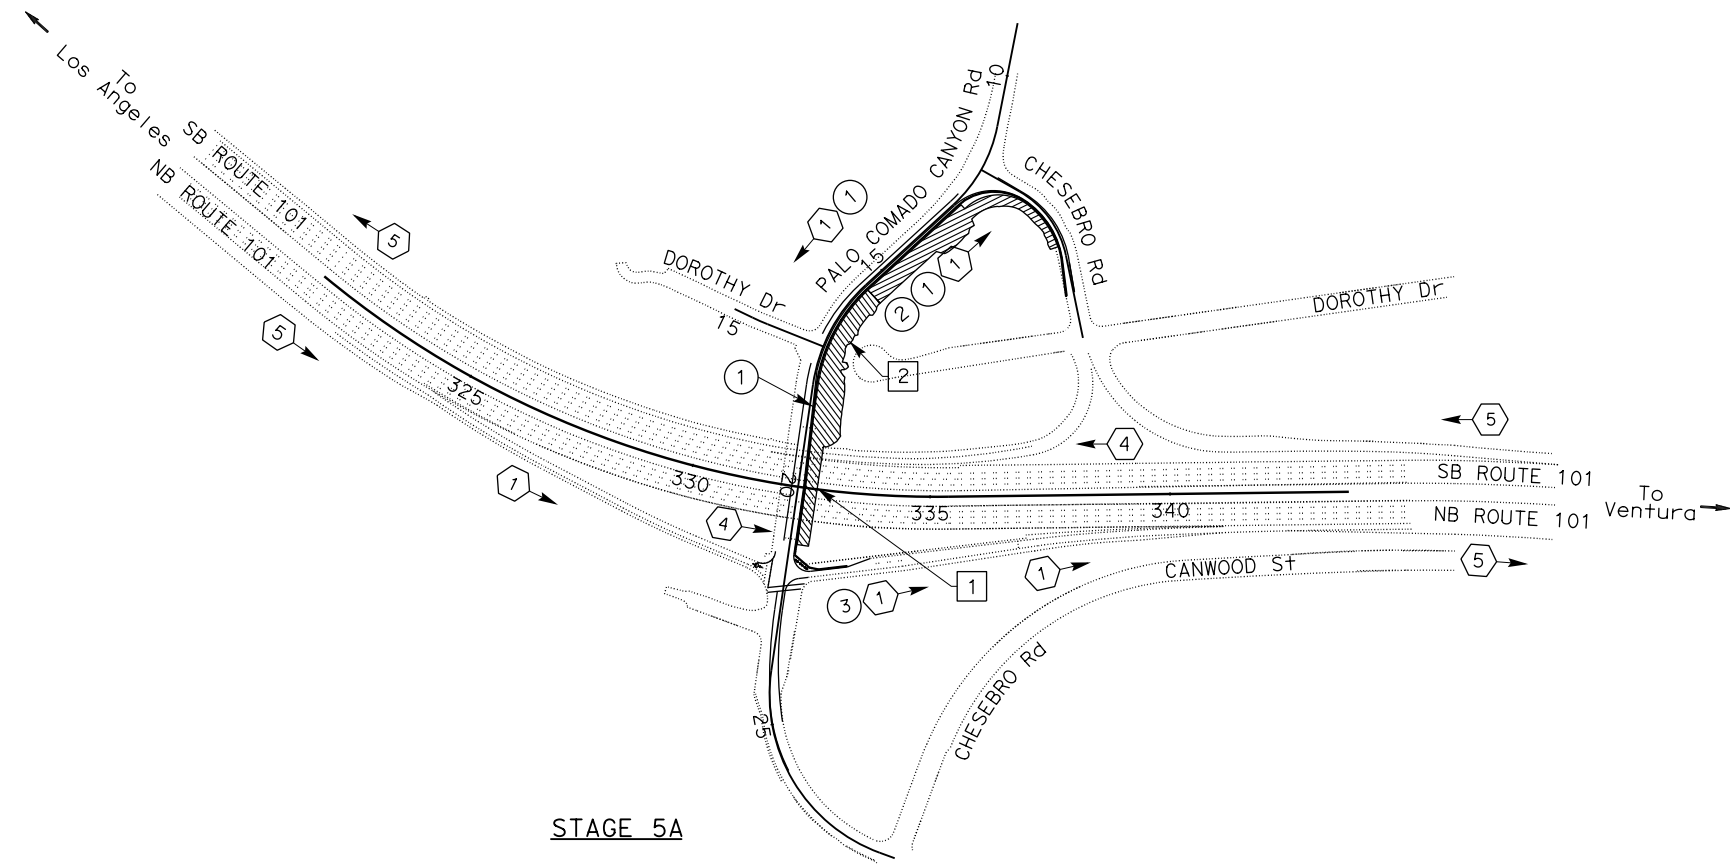 To
Los Angeles
SB ROUTE 101
NB ROUTE 101
5
5
325
1
330
4
DOROTHY Dr
15
1
1
PALO COMADO CANYON Rd
10
15
CHESEBRO Rd
2
1
1
1
2
20
DOROTHY Dr
5
4
SB ROUTE 101
To
Ventura
NB ROUTE 101
335
340
1
3
1
1
CANWOOD St
5
CHESEBRO Rd
25
STAGE 5A